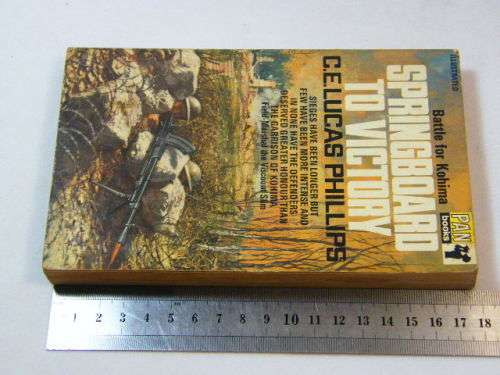 ILLUSTRATED
Battle for Kohima
SPRINGBOARD
TO VICTORY
C.E. LUCAS PHILLIPS
SIEGES HAVE BEEN LONGER BUT
FEW HAVE BEEN MORE INTENSE AND
IN NONE HAVE THE DEFENDERS
DESERVED GREATER HONOUR THAN
THE GARRISON OF KOHIMA
Field-Marshal the Viscount Slim
PAN
books
1 2 3 4 5 6 7 8 9 10 11 12 13 14 15 16 17 18